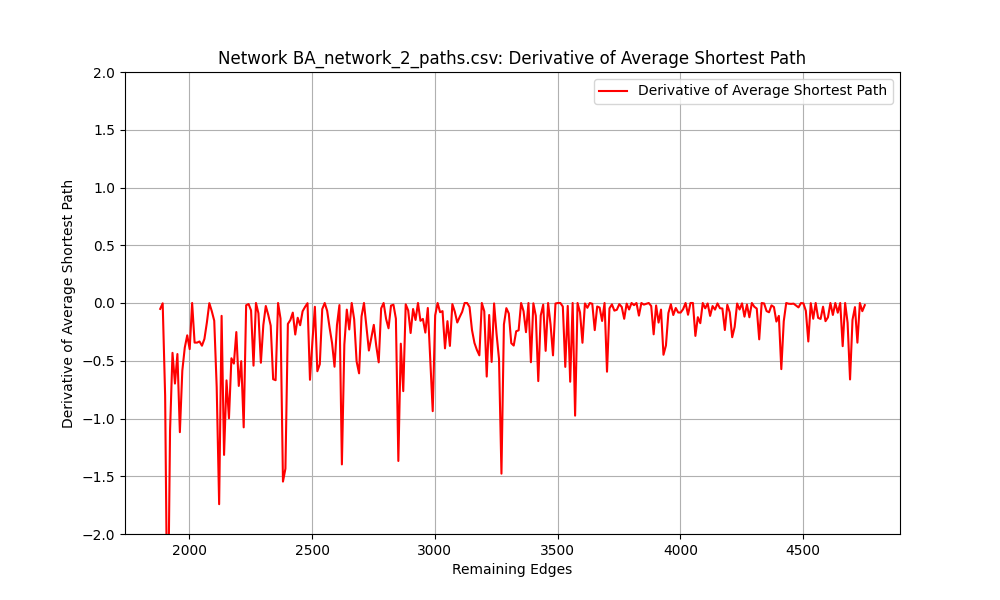 Network BA_network_2_paths.csv: Derivative of Average Shortest Path
Derivative of Average Shortest Path
Derivative of Average Shortest Path
2.0
1.5
1.0
0.5
0.0
−0.5
−1.0
−1.5
−2.0
2000 2500 3000 3500 4000 4500
Remaining Edges